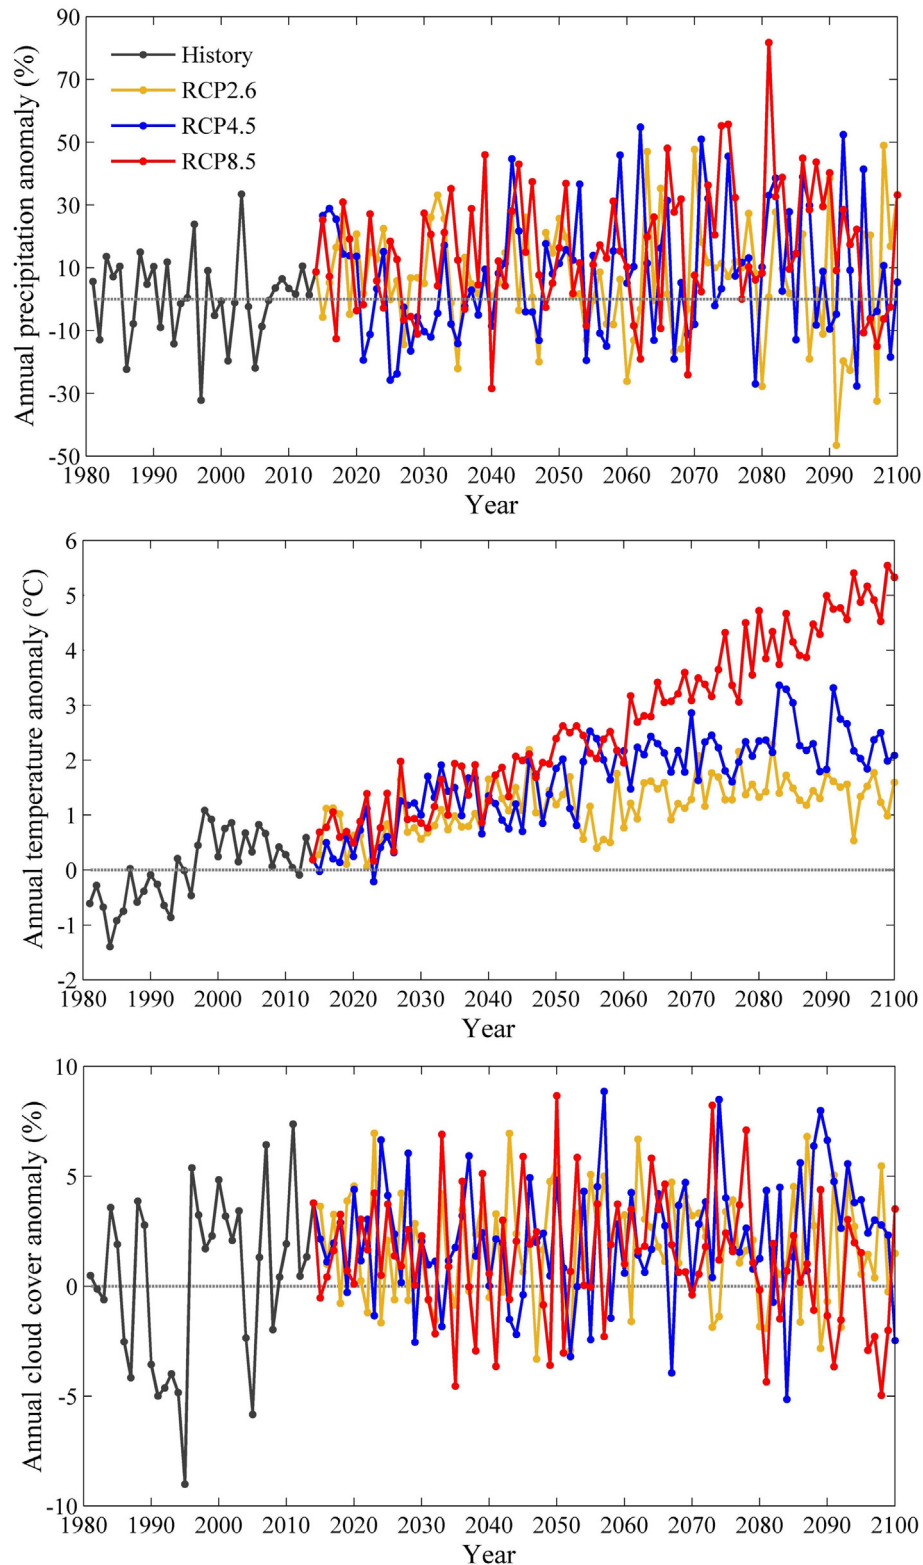 Annual precipitation anomaly (%)
90
70
50
30
10
-10
-30
-50
History
RCP2.6
RCP4.5
RCP8.5
1980 1990 2000 2010 2020 2030 2040 2050 2060 2070 2080 2090 2100
Year
Annual temperature anomaly (°C)
6
5
4
3
2
1
0
-1
-2
1980 1990 2000 2010 2020 2030 2040 2050 2060 2070 2080 2090 2100
Year
Annual cloud cover anomaly (%)
10
5
0
-5
-10
1980 1990 2000 2010 2020 2030 2040 2050 2060 2070 2080 2090 2100
Year